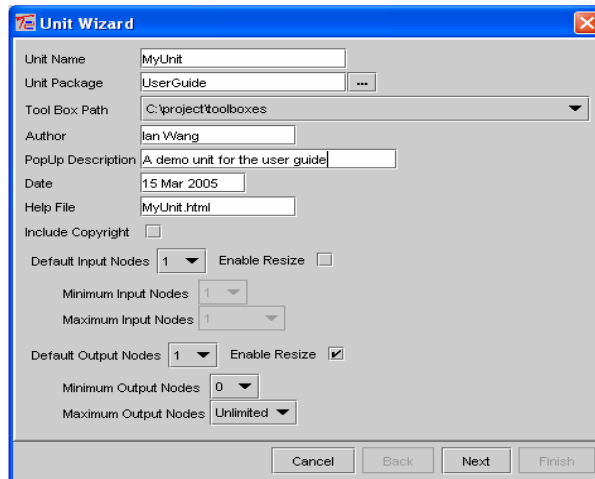 Unit Wizard
Unit Name MyUnit
Unit Package UserGuide ...
Tool Box Path C:\project\toolboxes
Author Ian Wang
PopUp Description A demo unit for the user guide
Date 15 Mar 2005
Help File MyUnit.html
Include Copyright
Default Input Nodes 1 Enable Resize
Minimum Input Nodes 1
Maximum Input Nodes 1
Default Output Nodes 1 Enable Resize
Minimum Output Nodes 0
Maximum Output Nodes Unlimited
Cancel Back Next Finish